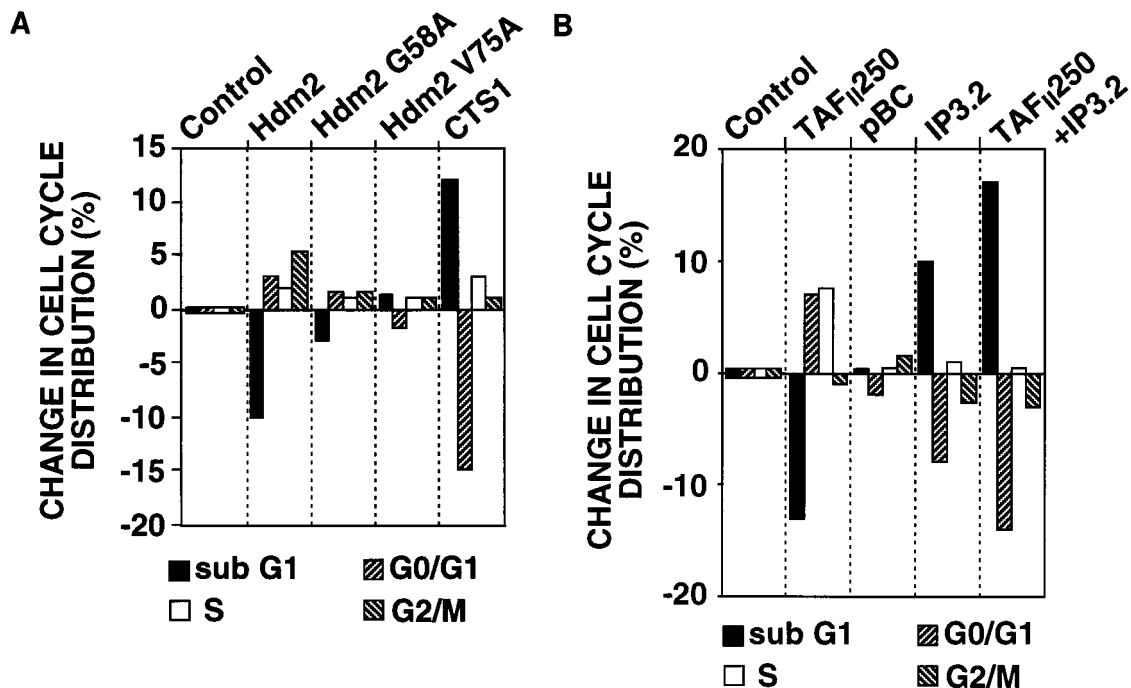 A
Control
Hdm2
Hdm2 G58A
Hdm2 V75A
CTS1
CHANGE IN CELL CYCLE
DISTRIBUTION (%)
15
10
5
0
-5
-10
-15
-20
sub G1
G0/G1
S
G2/M
B
Control
TAFII250
pBC
IP3.2
TAFII250
+IP3.2
CHANGE IN CELL CYCLE
DISTRIBUTION (%)
20
10
0
-10
-20
sub G1
G0/G1
S
G2/M